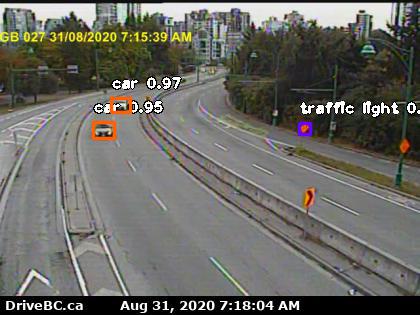 GB 027 31/08/2020 7:15:39 AM
car 0.97
car 0.95
traffic light 0.
DriveBC.ca Aug 31, 2020 7:18:04 AM